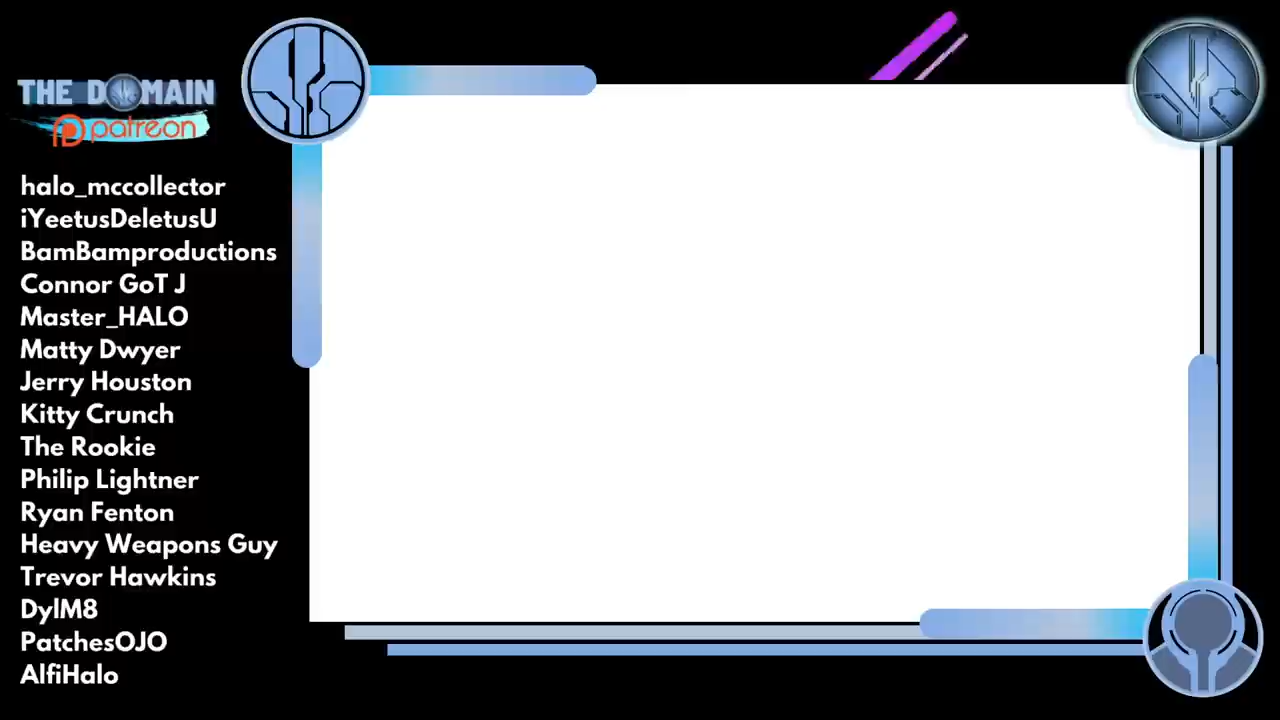 THE DOMAIN
patreon
halo_mccollector
iYeetusDeletusU
BamBamproductions
Connor GoT J
Master_HALO
Matty Dwyer
Jerry Houston
Kitty Crunch
The Rookie
Philip Lightner
Ryan Fenton
Heavy Weapons Guy
Trevor Hawkins
DylM8
PatchesOJO
AlfiHalo